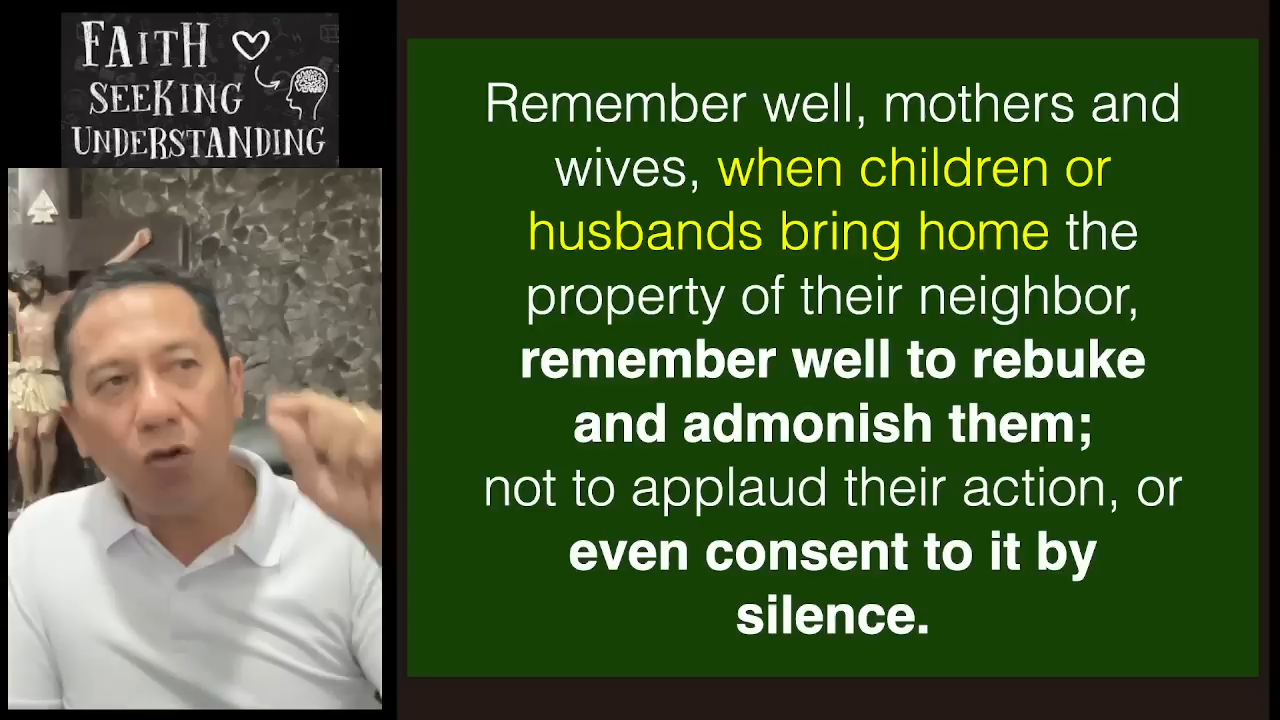 FAITH
SEEKING
UNDERSTANDING
Remember well, mothers and
wives, when children or
husbands bring home the
property of their neighbor,
remember well to rebuke
and admonish them;
not to applaud their action, or
even consent to it by
silence.